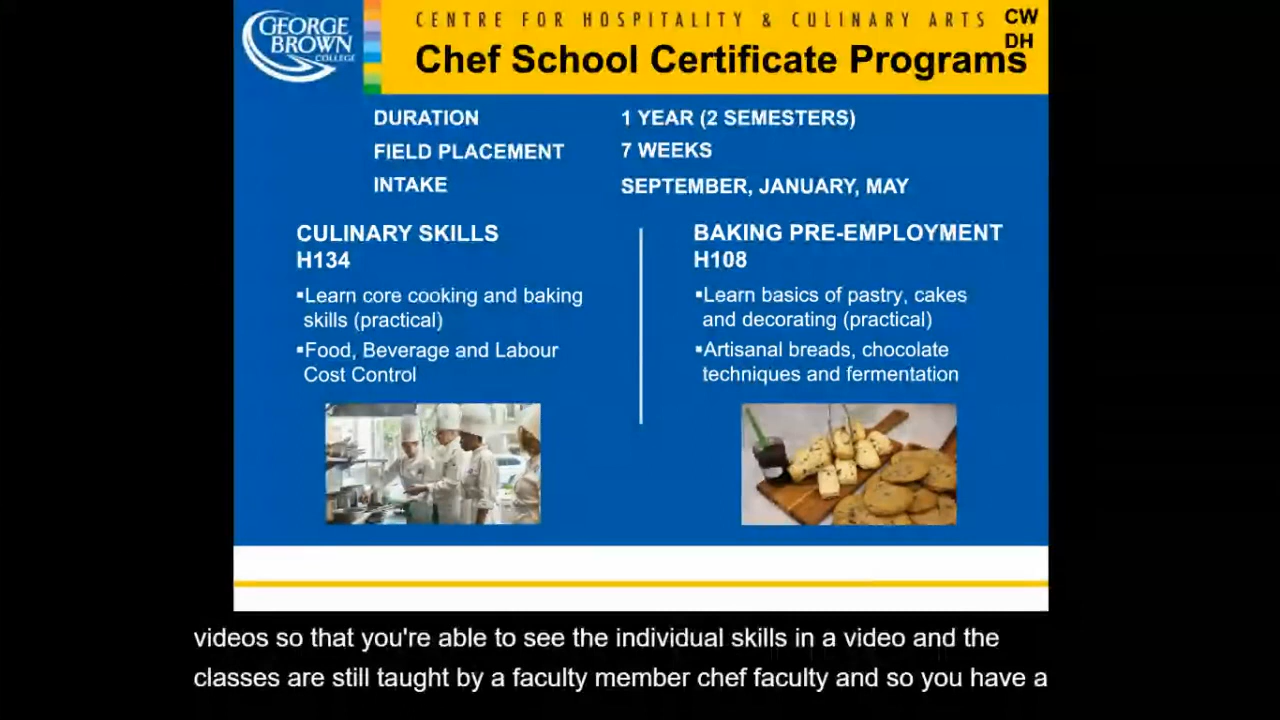 GEORGE
BROWN
COLLEGE
CENTRE FOR HOSPITALITY & CULINARY ARTS
CW
DH
Chef School Certificate Programs
DURATION 1 YEAR (2 SEMESTERS)
FIELD PLACEMENT 7 WEEKS
INTAKE SEPTEMBER, JANUARY, MAY
CULINARY SKILLS
H134
▪Learn core cooking and baking
skills (practical)
▪Food, Beverage and Labour
Cost Control
BAKING PRE-EMPLOYMENT
H108
▪Learn basics of pastry, cakes
and decorating (practical)
▪Artisanal breads, chocolate
techniques and fermentation
videos so that you're able to see the individual skills in a video and the
classes are still taught by a faculty member chef faculty and so you have a